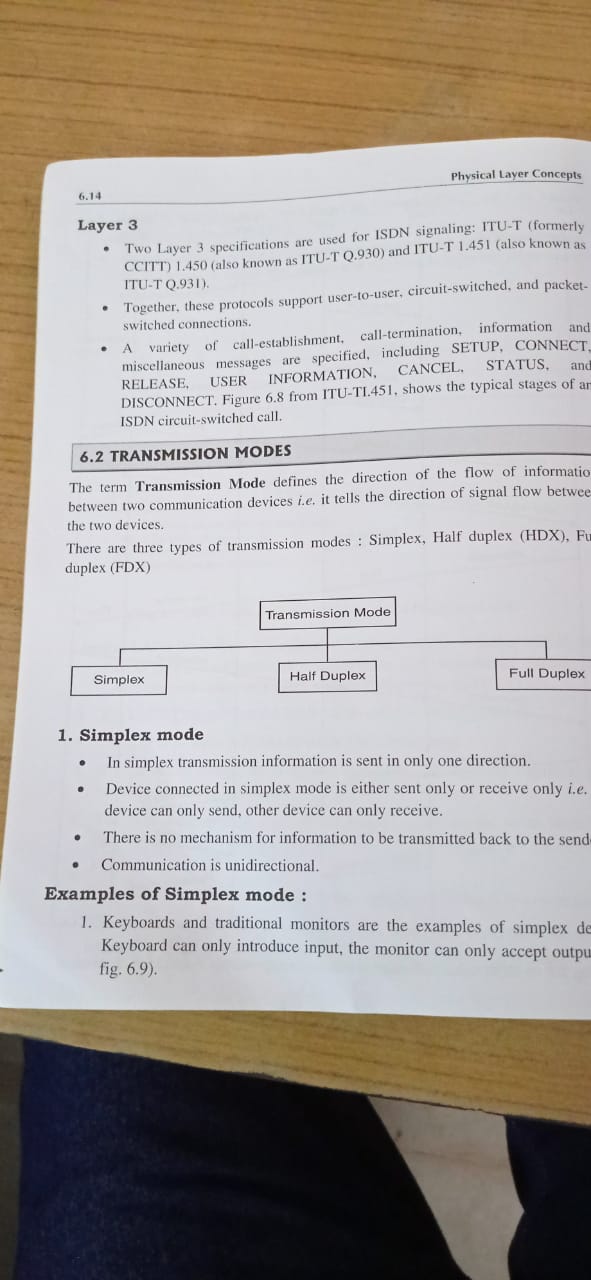 6.14
Physical Layer Concepts
Layer 3
• Two Layer 3 specifications are used for ISDN signaling: ITU-T (formerly
CCITT) 1.450 (also known as ITU-T Q.930) and ITU-T 1.451 (also known as
ITU-T Q.931).
• Together, these protocols support user-to-user, circuit-switched, and packet-
switched connections.
• A variety of call-establishment, call-termination, information and
miscellaneous messages are specified, including SETUP, CONNECT,
RELEASE, USER INFORMATION, CANCEL, STATUS, and
DISCONNECT. Figure 6.8 from ITU-TI.451, shows the typical stages of an
ISDN circuit-switched call.
6.2 TRANSMISSION MODES
The term Transmission Mode defines the direction of the flow of informatio
between two communication devices i.e. it tells the direction of signal flow betwee
the two devices.
There are three types of transmission modes : Simplex, Half duplex (HDX), Fu
duplex (FDX)
Transmission Mode
Simplex
Half Duplex
Full Duplex
1. Simplex mode
• In simplex transmission information is sent in only one direction.
• Device connected in simplex mode is either sent only or receive only i.e.
device can only send, other device can only receive.
• There is no mechanism for information to be transmitted back to the send
• Communication is unidirectional.
Examples of Simplex mode :
1. Keyboards and traditional monitors are the examples of simplex de
Keyboard can only introduce input, the monitor can only accept outpu
fig. 6.9).